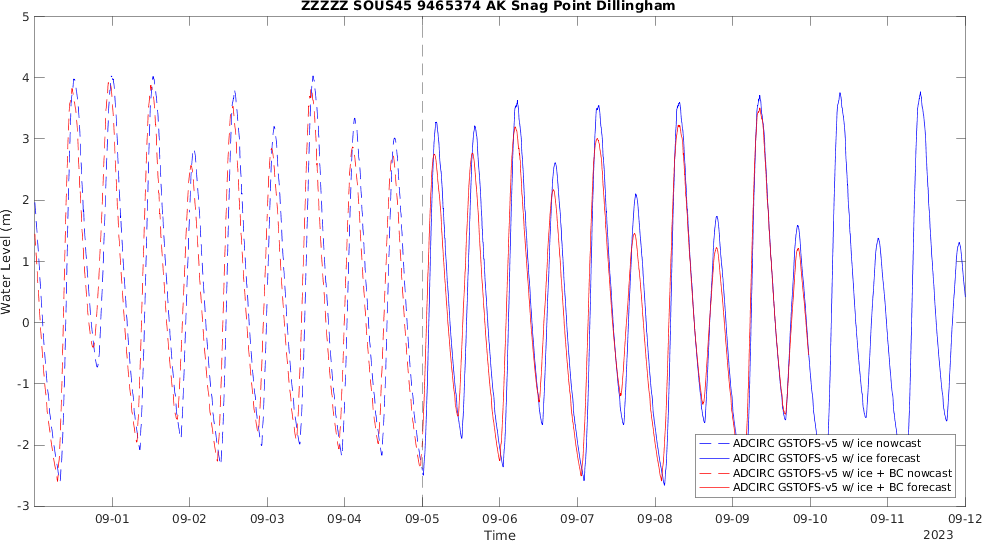 ZZZZZ SOUS45 9465374 AK Snag Point Dillingham
5
4
3
2
1
0
-1
-2
-3
Water Level (m)
ADCIRC GSTOFS-v5 w/ ice nowcast
ADCIRC GSTOFS-v5 w/ ice forecast
ADCIRC GSTOFS-v5 w/ ice + BC nowcast
ADCIRC GSTOFS-v5 w/ ice + BC forecast
09-01 09-02 09-03 09-04 09-05 09-06 09-07 09-08 09-09 09-10 09-11 09-12
Time
2023